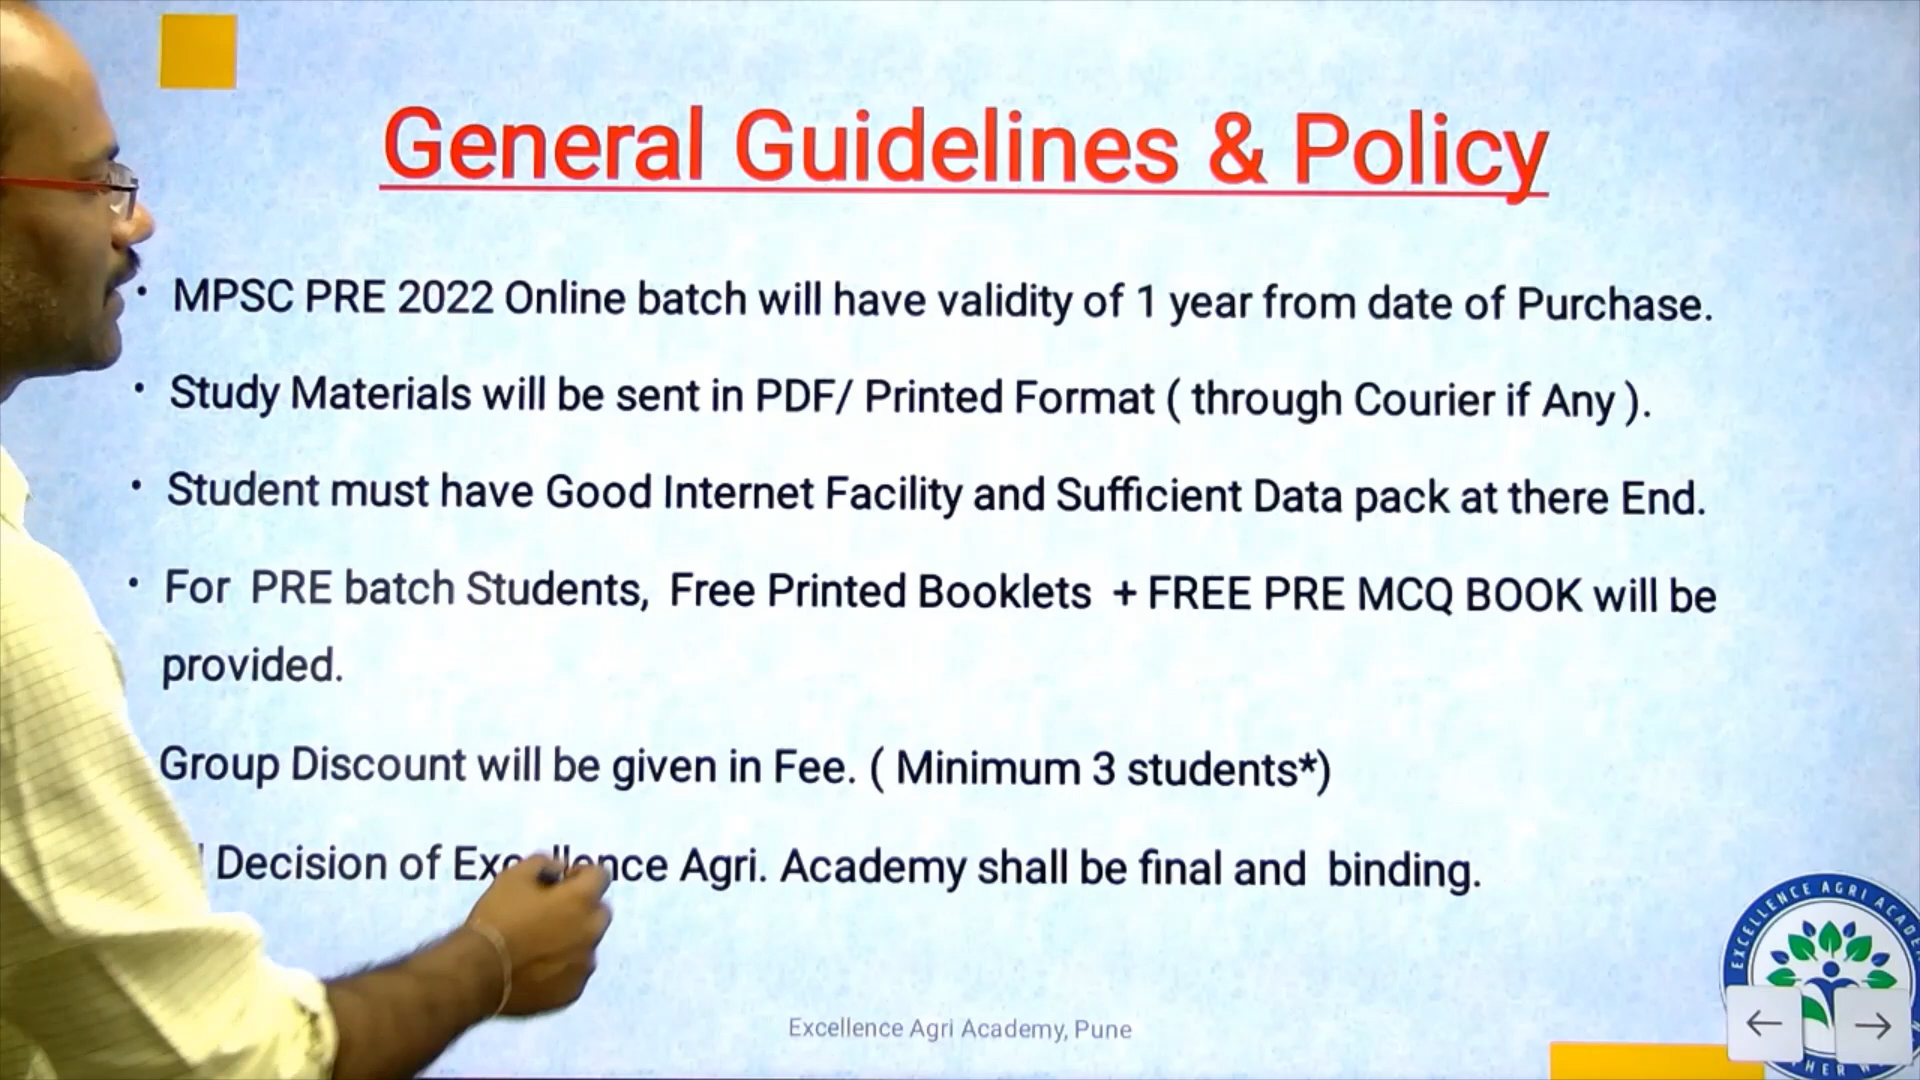 General Guidelines & Policy
• MPSC PRE 2022 Online batch will have validity of 1 year from date of Purchase.
• Study Materials will be sent in PDF/ Printed Format ( through Courier if Any ).
• Student must have Good Internet Facility and Sufficient Data pack at there End.
• For PRE batch Students, Free Printed Booklets + FREE PRE MCQ BOOK will be
provided.
Group Discount will be given in Fee. ( Minimum 3 students*)
Decision of Excellence Agri. Academy shall be final and binding.
EXCELLENCE AGRI ACADE
Excellence Agri Academy, Pune